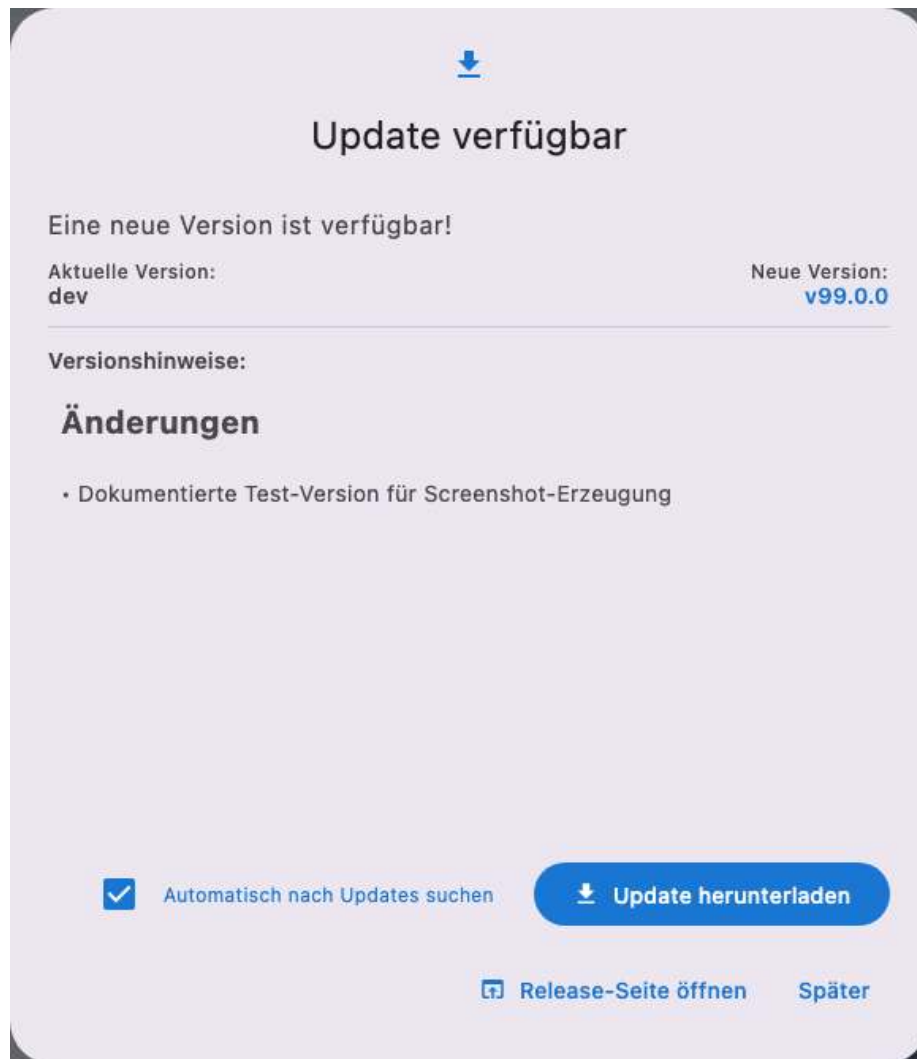 Update verfügbar
Eine neue Version ist verfügbar!
Aktuelle Version: Neue Version:
dev v99.0.0
Versionshinweise:
Änderungen
• Dokumentierte Test-Version für Screenshot-Erzeugung
Automatisch nach Updates suchen Update herunterladen
Release-Seite öffnen Später